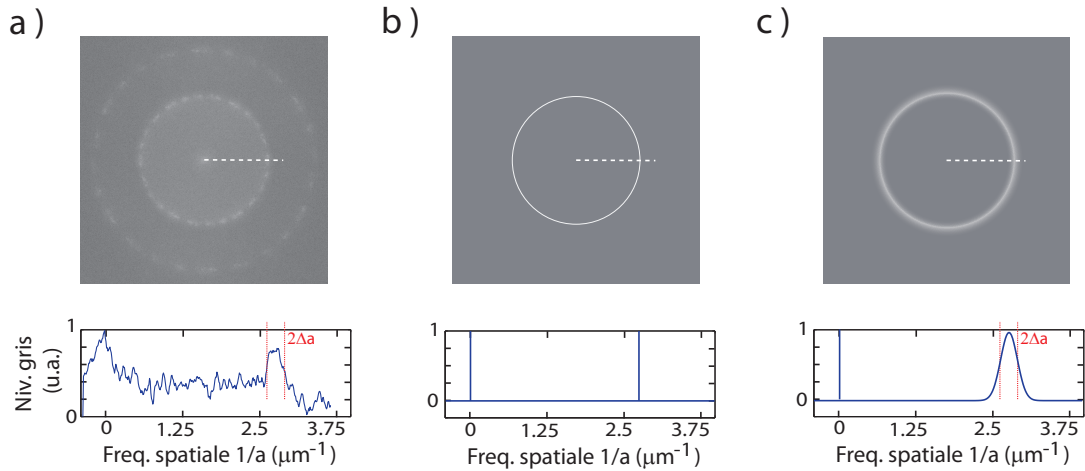 a )
b )
c )
Niv. gris
(u.a.)
1
0
2Δa
0
1.25
2.5
3.75
Freq. spatiale 1/a (μm⁻¹)
1
0
0
1.25
2.5
3.75
Freq. spatiale 1/a (μm⁻¹)
1
0
2Δa
0
1.25
2.5
3.75
Freq. spatiale 1/a (μm⁻¹)